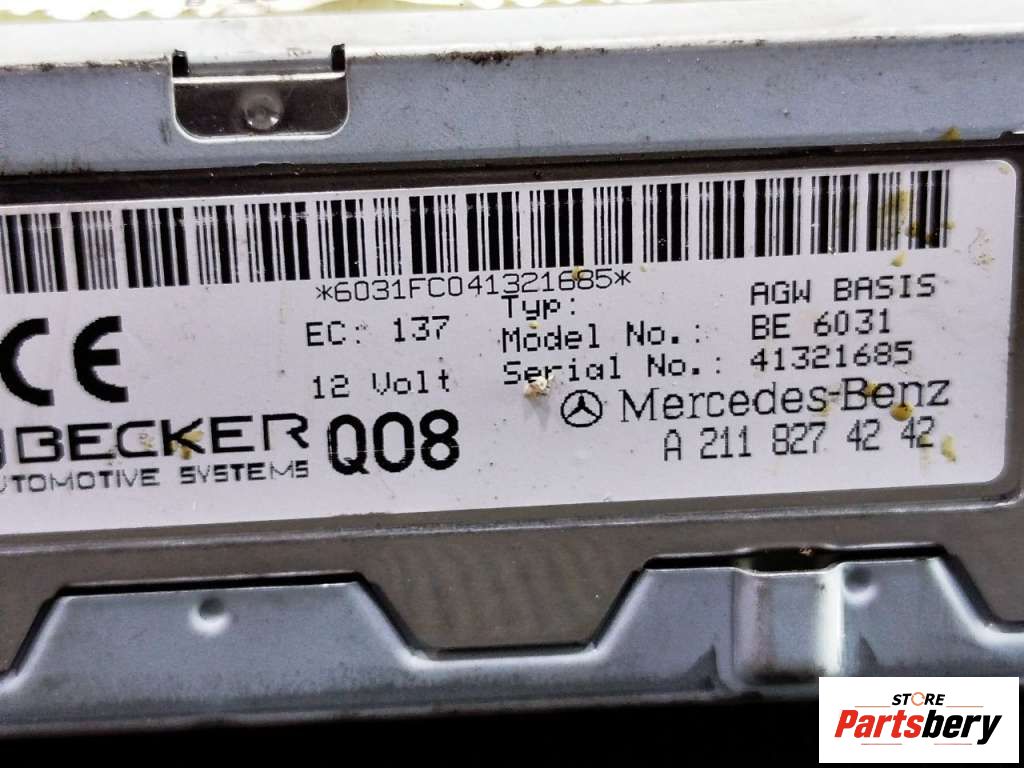 *6031FC041321685*
CE
EC: 137
12 Volt
Typ: AGW BASIS
Model No.: BE 6031
Serial No.: 41321685
BECKER
AUTOMOTIVE SYSTEMS
Q08
Mercedes-Benz
A 211 827 42 42
STORE
Partsbery